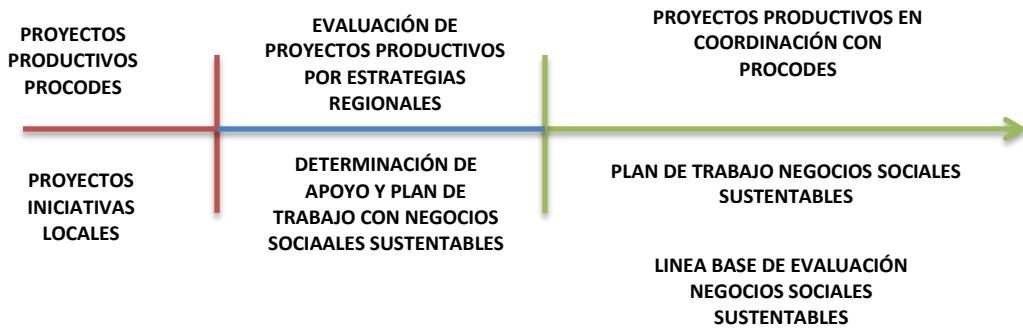 PROYECTOS
PRODUCTIVOS
PROCODES
EVALUACIÓN DE
PROYECTOS PRODUCTIVOS
POR ESTRATEGIAS
REGIONALES
PROYECTOS PRODUCTIVOS EN
COORDINACIÓN CON
PROCODES
PROYECTOS
INICIATIVAS
LOCALES
DETERMINACIÓN DE
APOYO Y PLAN DE
TRABAJO CON NEGOCIOS
SOCIAALES SUSTENTABLES
PLAN DE TRABAJO NEGOCIOS SOCIALES
SUSTENTABLES
LINEA BASE DE EVALUACIÓN
NEGOCIOS SOCIALES
SUSTENTABLES